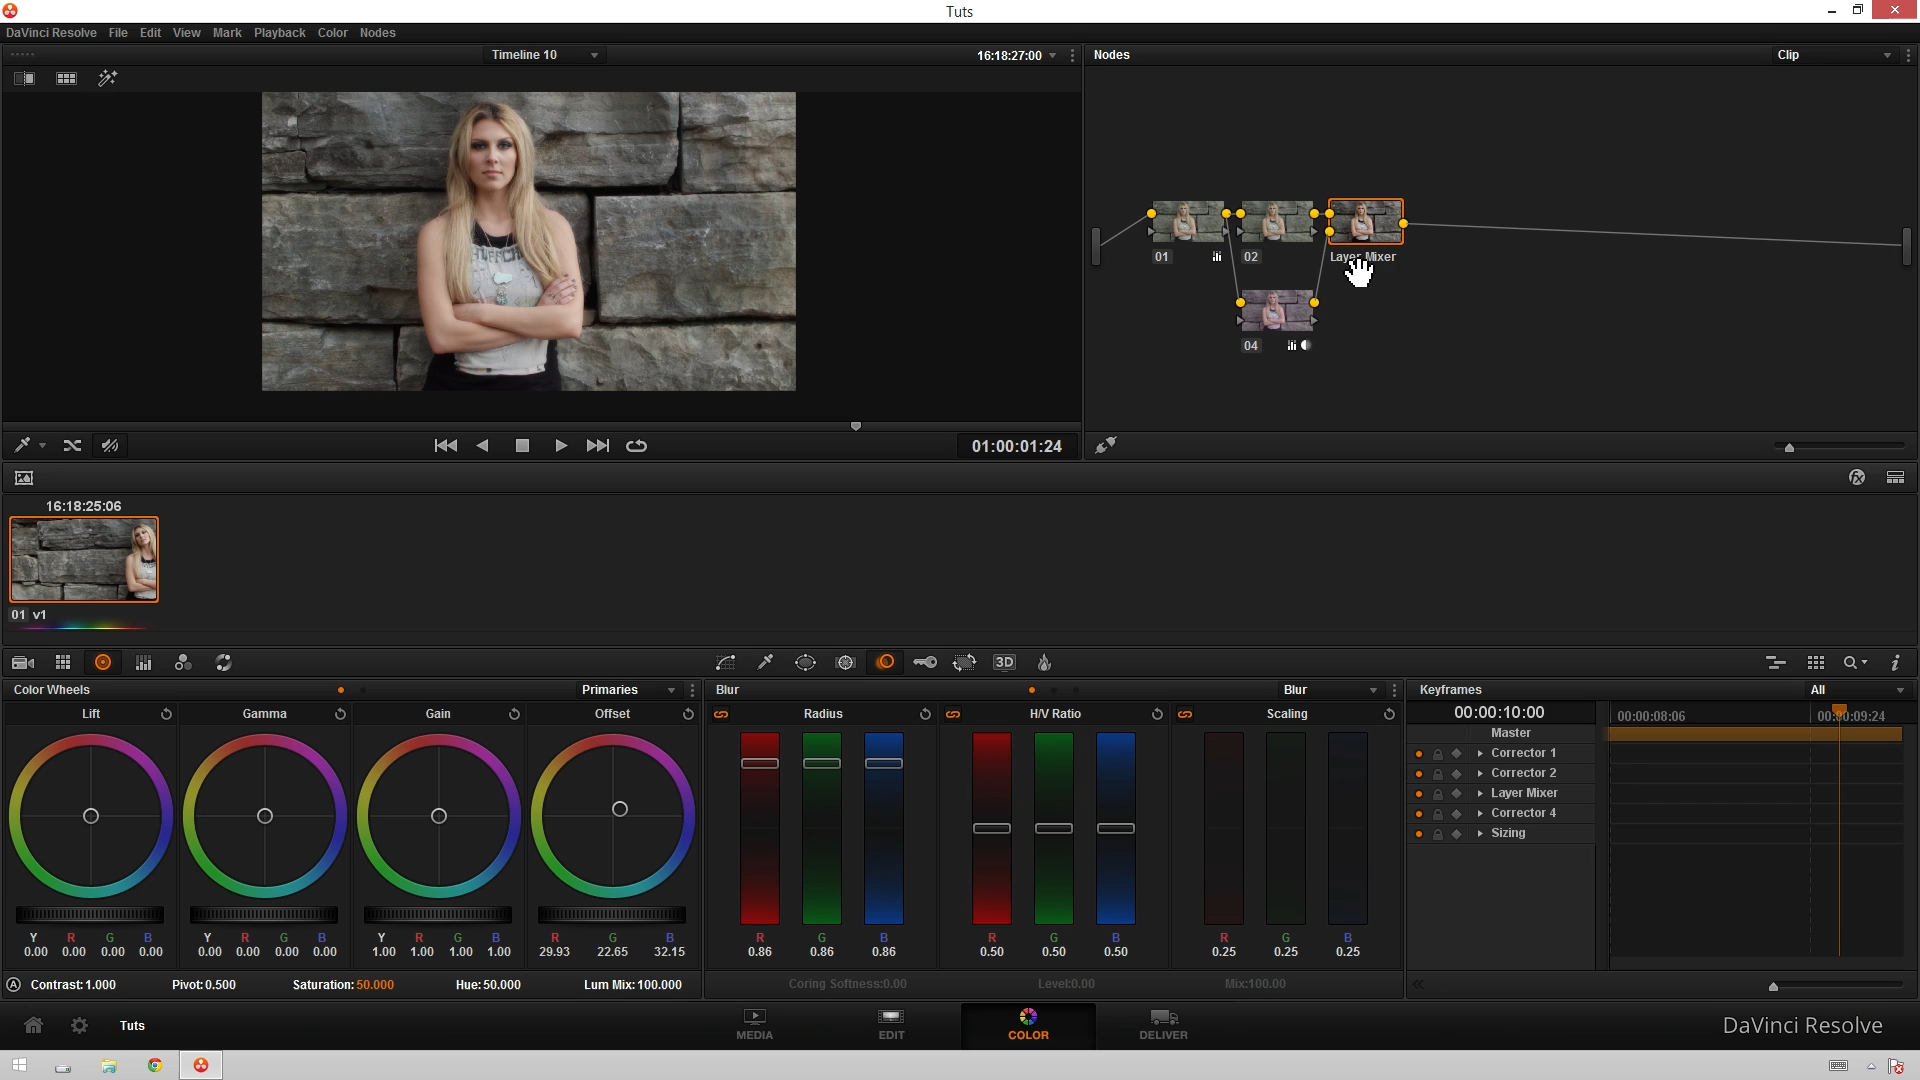 Tuts
DaVinci Resolve File Edit View Mark Playback Color Nodes
Timeline 10
16:18:27:00
Nodes
Clip
01
02
Layer Mixer
04
01:00:01:24
16:18:25:06
01 v1
3D
Color Wheels
Primaries
Blur
Blur
Keyframes
All
Lift
Gamma
Gain
Offset
Radius
H/V Ratio
Scaling
00:00:10:00
00:00:08:06
00:00:09:24
Master
Corrector 1
Corrector 2
Layer Mixer
Corrector 4
Sizing
Y R G B
0.00 0.00 0.00 0.00
Y R G B
0.00 0.00 0.00 0.00
Y R G B
1.00 1.00 1.00 1.00
R G B
29.93 22.65 32.15
R G B
0.86 0.86 0.86
R G B
0.50 0.50 0.50
R G B
0.25 0.25 0.25
A Contrast:1.000 Pivot:0.500 Saturation:50.000 Hue:50.000 Lum Mix:100.000
Coring Softness:0.00 Level:0.00 Mix:100.00
Tuts
MEDIA
EDIT
COLOR
DELIVER
DaVinci Resolve